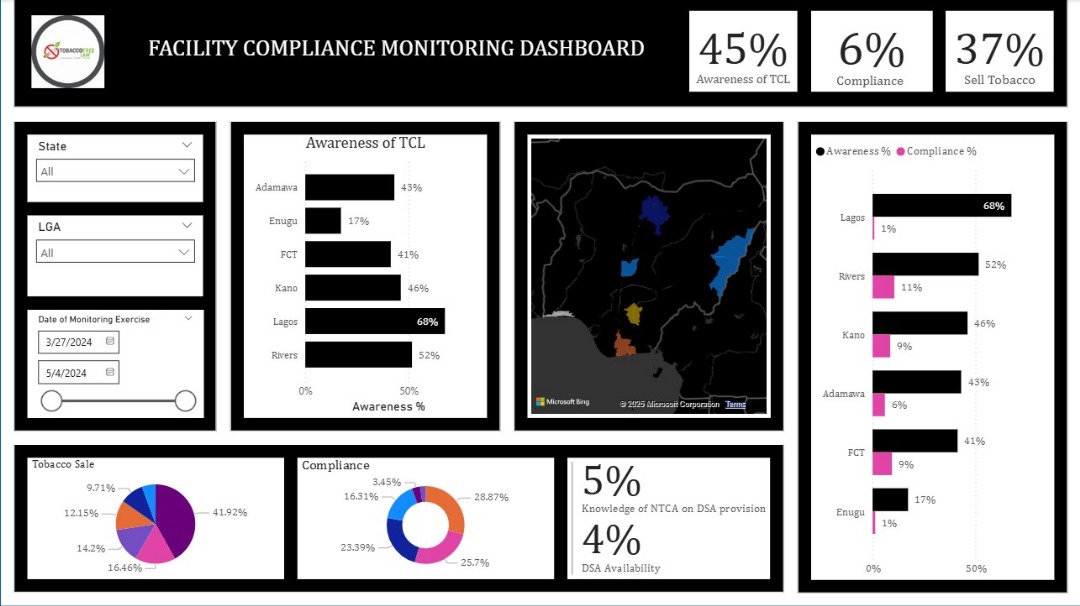 TOBACCOFREE
FACILITY COMPLIANCE MONITORING DASHBOARD
45%
Awareness of TCL
6%
Compliance
37%
Sell Tobacco
State
All
LGA
All
Date of Monitoring Exercise
3/27/2024
5/4/2024
Awareness of TCL
Adamawa
43%
Enugu
17%
FCT
41%
Kano
46%
Lagos
68%
Rivers
52%
0%
50%
Awareness %
Microsoft Bing
© 2025 Microsoft Corporation
Terms
Awareness %
Compliance %
Lagos
68%
1%
Rivers
52%
11%
Kano
46%
9%
Adamawa
43%
6%
FCT
41%
9%
Enugu
17%
1%
0%
50%
Tobacco Sale
9.71%
12.15%
14.2%
16.46%
41.92%
Compliance
3.45%
16.31%
23.39%
28.87%
25.7%
5%
Knowledge of NTCA on DSA provision
4%
DSA Availability